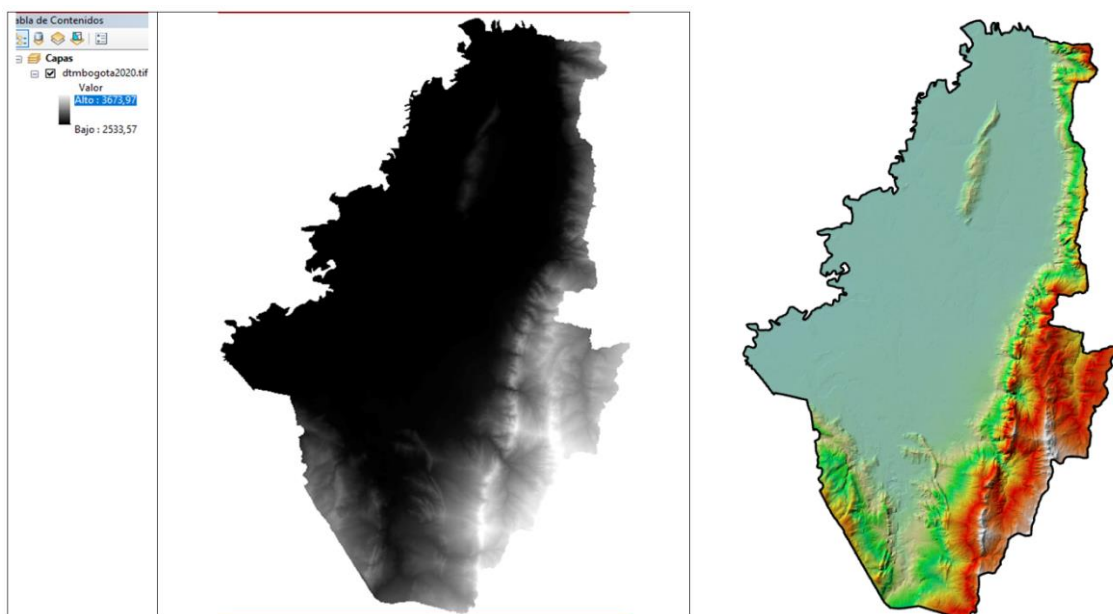 abla de Contenidos
Capas
dtmbogota2020.tif
Valor
Alto : 3673,97
Bajo : 2533,57